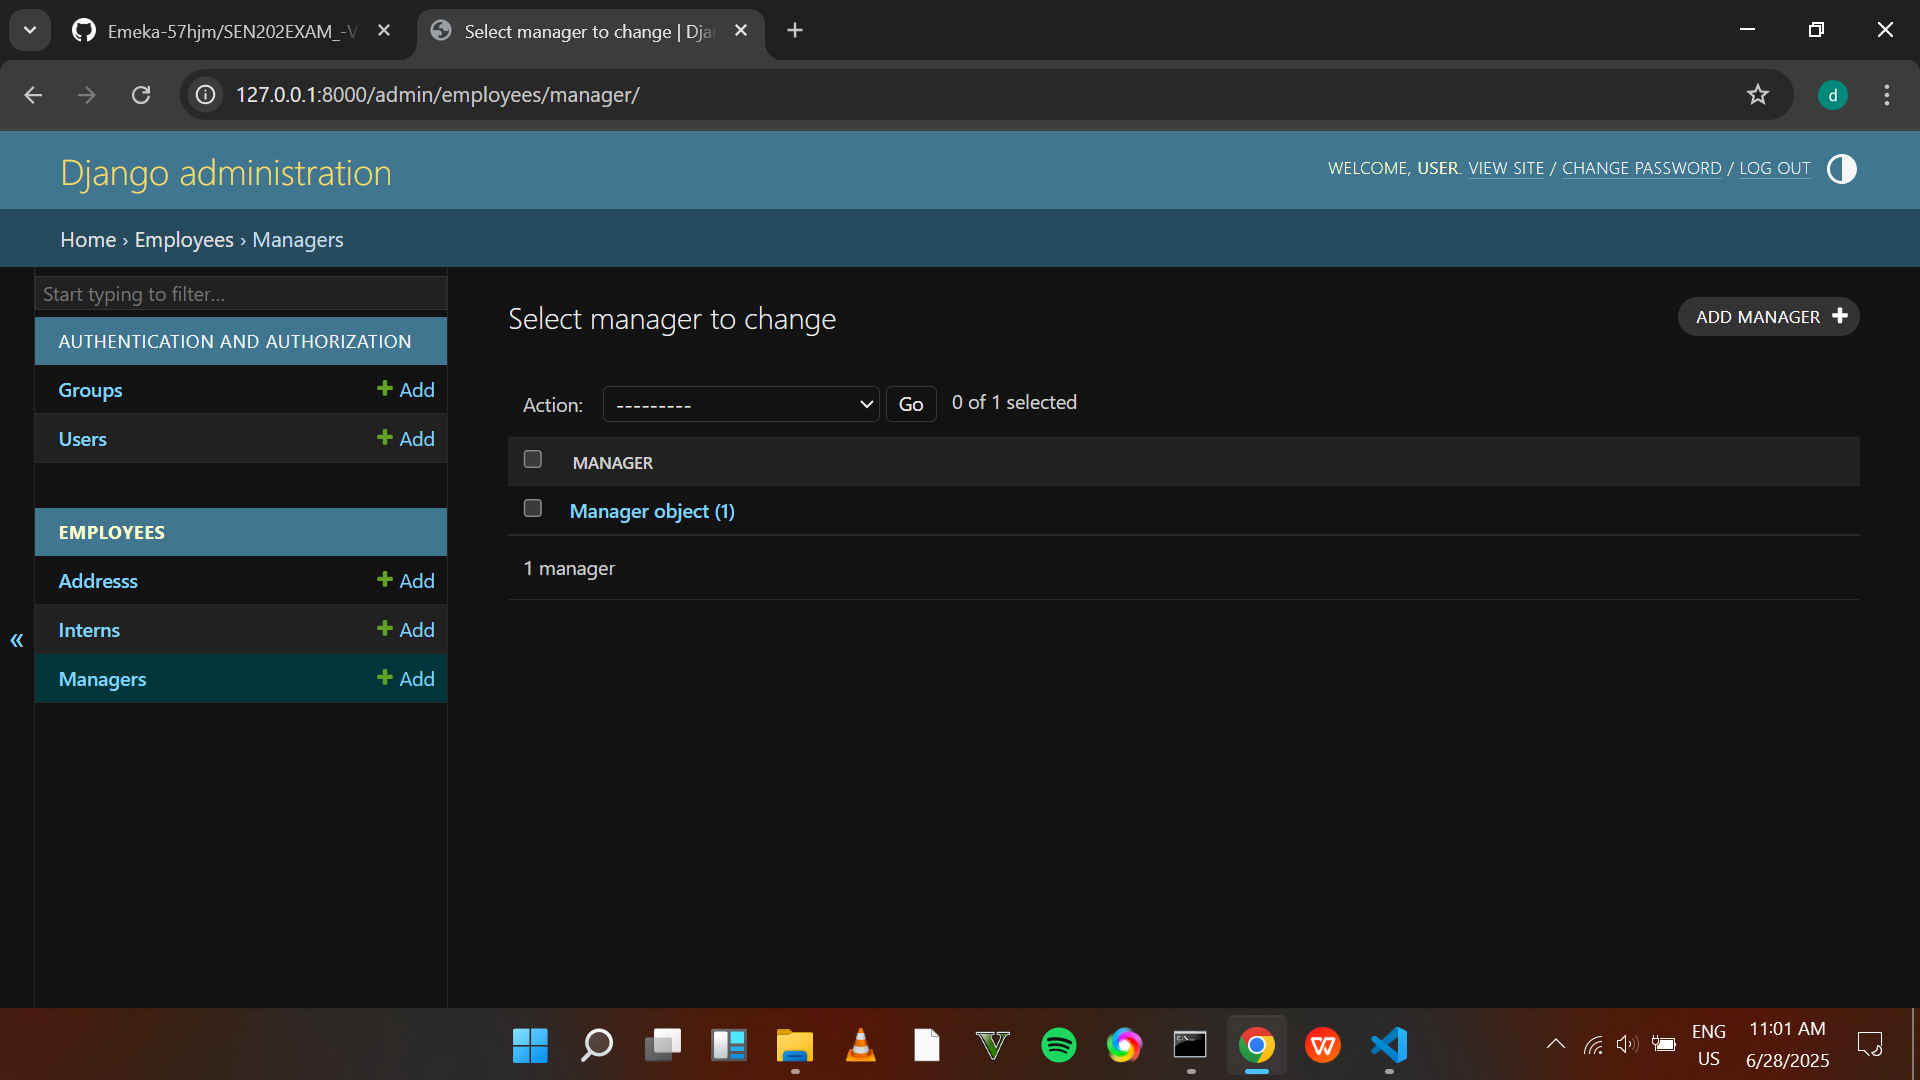 Emeka-57hjm/SEN202EXAM_-V
Select manager to change | Dja
127.0.0.1:8000/admin/employees/manager/
d
Django administration
WELCOME, USER. VIEW SITE / CHANGE PASSWORD / LOG OUT
Home › Employees › Managers
Start typing to filter...
AUTHENTICATION AND AUTHORIZATION
Groups
Add
Users
Add
EMPLOYEES
Addresss
Add
Interns
Add
Managers
Add
«
Select manager to change
ADD MANAGER
Action:
---------
Go
0 of 1 selected
MANAGER
Manager object (1)
1 manager
ENG
US
11:01 AM
6/28/2025